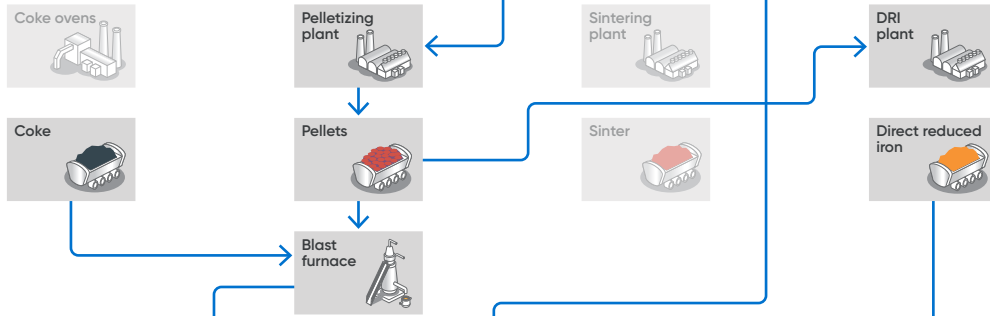 Coke ovens
Pelletizing
plant
Sintering
plant
DRI
plant
Coke
Pellets
Sinter
Direct reduced
iron
Blast
furnace